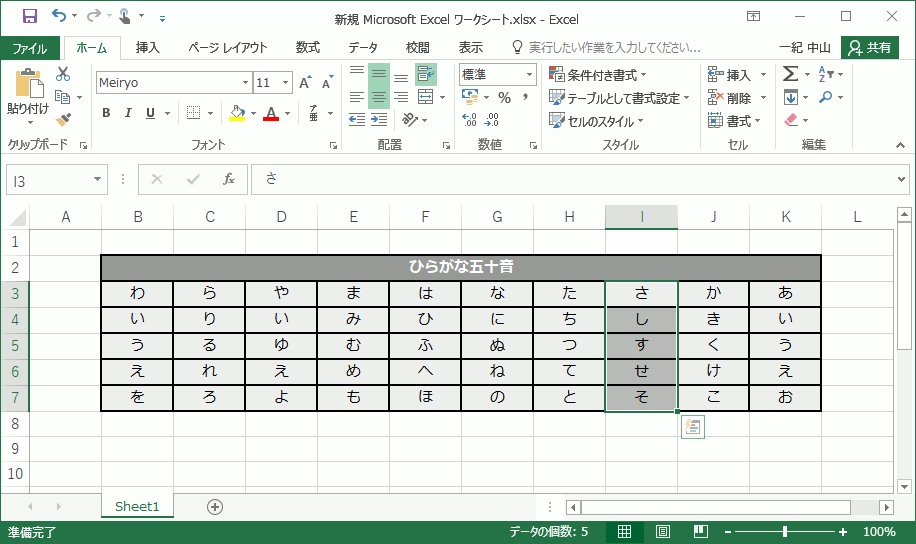 新規 Microsoft Excel ワークシート.xlsx - Excel
ファイル ホーム 挿入 ページ レイアウト 数式 データ 校閲 表示 実行したい作業を入力してください... 一紀 中山 共有
貼り付け
Meiryo 11 A A
B I U A
標準
% ,
条件付き書式
テーブルとして書式設定
セルのスタイル
挿入
削除
書式
クリップボード フォント 配置 数値 スタイル セル 編集
I3 fx さ
A B C D E F G H I J K L
1
2 ひらがな五十音
3 わ ら や ま は な た さ か あ
4 い り い み ひ に ち し き い
5 う る ゆ む ふ ぬ つ す く う
6 え れ え め へ ね て せ け え
7 を ろ よ も ほ の と そ こ お
8
9
10
Sheet1
準備完了 データの個数: 5 100%